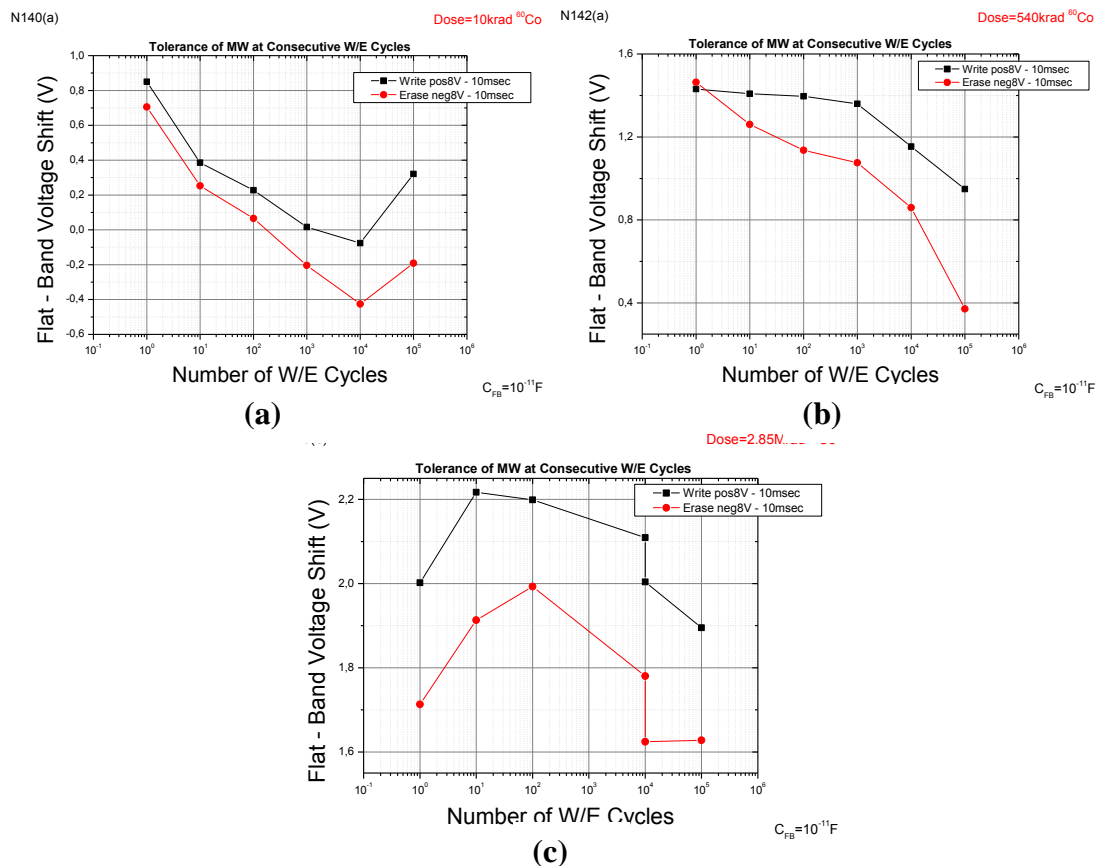 N140(a)
Dose=10krad ⁶⁰Co
Tolerance of MW at Consecutive W/E Cycles
Write pos8V - 10msec
Erase neg8V - 10msec
Flat - Band Voltage Shift (V)
1,0
0,8
0,6
0,4
0,2
0,0
-0,2
-0,4
-0,6
10⁻¹ 10⁰ 10¹ 10² 10³ 10⁴ 10⁵ 10⁶
Number of W/E Cycles
C_FB=10⁻¹¹F
(a)
N142(a)
Dose=540krad ⁶⁰Co
Tolerance of MW at Consecutive W/E Cycles
Write pos8V - 10msec
Erase neg8V - 10msec
Flat - Band Voltage Shift (V)
1,6
1,2
0,8
0,4
10⁻¹ 10⁰ 10¹ 10² 10³ 10⁴ 10⁵ 10⁶
Number of W/E Cycles
C_FB=10⁻¹¹F
(b)
Dose=2.85Mrad
Tolerance of MW at Consecutive W/E Cycles
Write pos8V - 10msec
Erase neg8V - 10msec
Flat - Band Voltage Shift (V)
2,2
2,0
1,8
1,6
10⁻¹ 10⁰ 10¹ 10² 10³ 10⁴ 10⁵ 10⁶
Number of W/E Cycles
C_FB=10⁻¹¹F
(c)